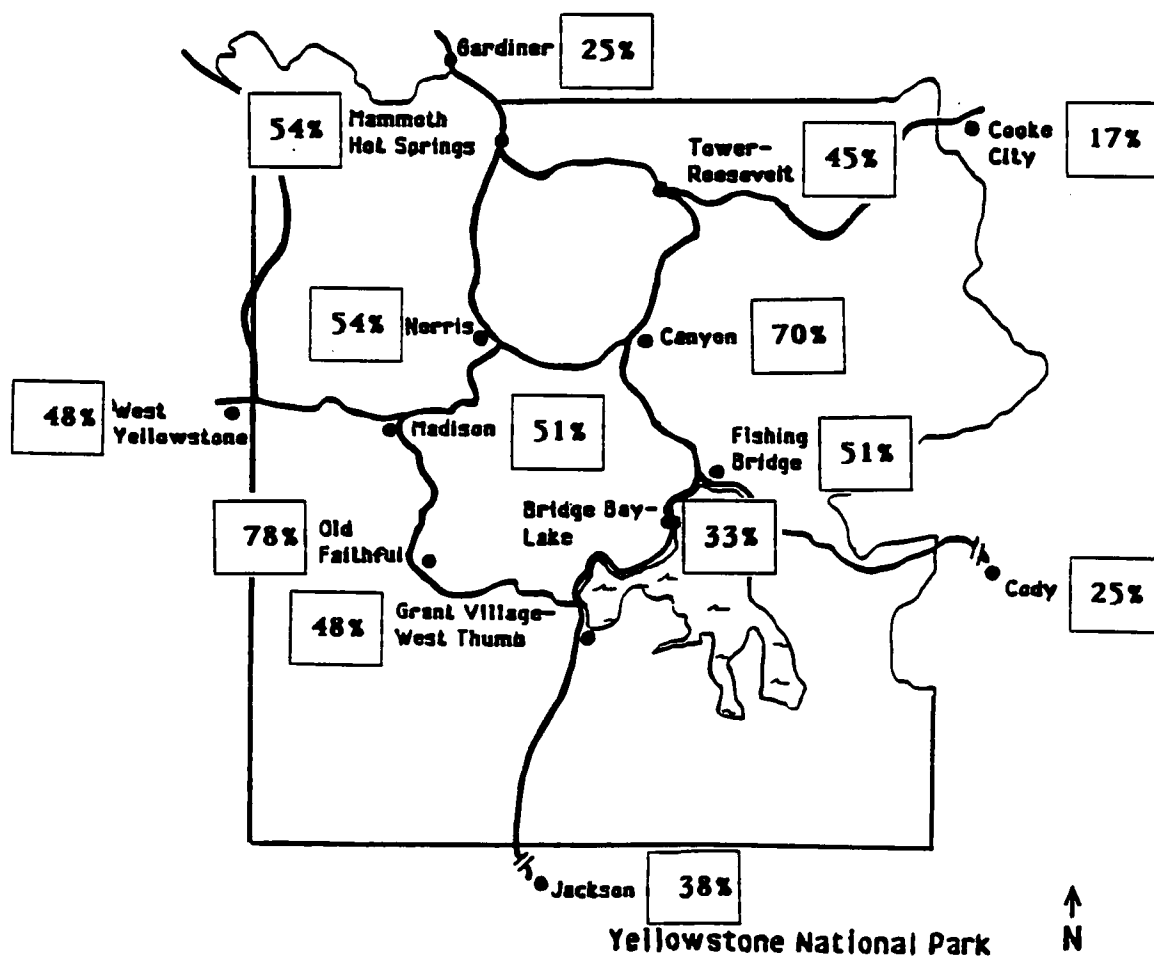 Gardiner
25%
54%
Mammoth
Hot Springs
Tower-
Roosevelt
45%
Cooke
City
17%
54%
Norris
Canyon
70%
48%
West
Yellowstone
Madison
51%
Fishing
Bridge
51%
78%
Old
Faithful
Bridge Bay-
Lake
33%
Cody
25%
48%
Grant Village-
West Thumb
Jackson
38%
Yellowstone National Park
N